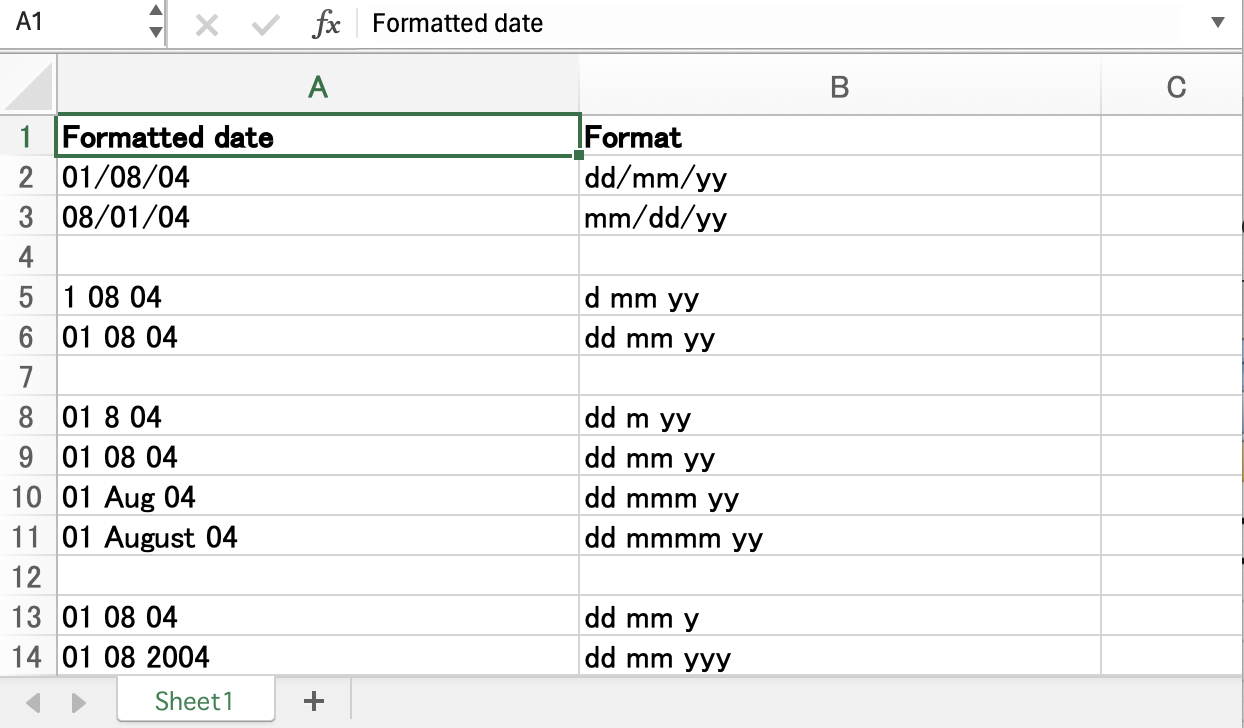 A1 fx Formatted date
A B C
1 Formatted date Format
2 01/08/04 dd/mm/yy
3 08/01/04 mm/dd/yy
4
5 1 08 04 d mm yy
6 01 08 04 dd mm yy
7
8 01 8 04 dd m yy
9 01 08 04 dd mm yy
10 01 Aug 04 dd mmm yy
11 01 August 04 dd mmmm yy
12
13 01 08 04 dd mm y
14 01 08 2004 dd mm yyy
Sheet1 +